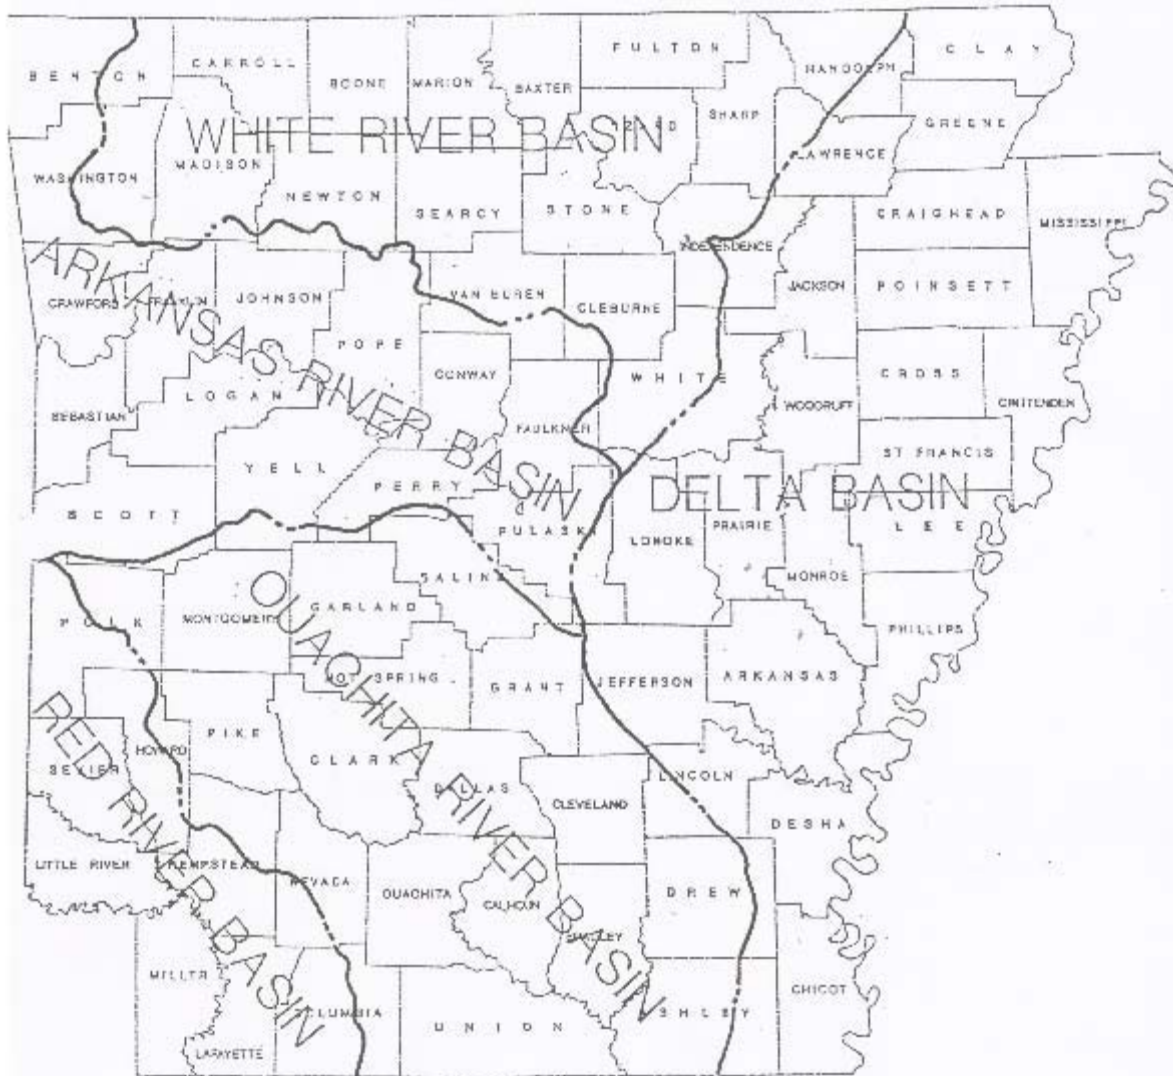 FULTON
CLAY
RANDOLPH
BENTON
CARROLL
BOONE
MARION
BAXTER
SHARP
GREENE
WHITE RIVER BASIN
LAWRENCE
WASHINGTON
MADISON
NEWTON
SEARCY
STONE
CRAIGHEAD
MISSISSIPPI
INDEPENDENCE
ARKANSAS RIVER BASIN
CRAWFORD
FRANKLIN
JOHNSON
VAN BUREN
CLEBURNE
JACKSON
POINSETT
POPE
CONWAY
WHITE
CROSS
LOGAN
WOODRUFF
CRITTENDEN
SEBASTIAN
FAULKNER
ST FRANCIS
YELL
PERRY
DELTA BASIN
SCOTT
PULASK
LONOKE
PRAIRIE
LEE
MONROE
SALINE
GARLAND
POLK
MONTGOMERY
PHILLIPS
OUACHITA RIVER BASIN
HOT SPRING
GRANT
JEFFERSON
ARKANSAS
RED RIVER BASIN
PIKE
HOWARD
SEVIER
CLARK
DALLAS
LINCOLN
CLEVELAND
DESHA
LITTLE RIVER
HEMPSTEAD
NEVADA
OUACHITA
CALHOUN
DREW
MILLER
CHICOT
COLUMBIA
UNION
SHLEY
LAFAYETTE